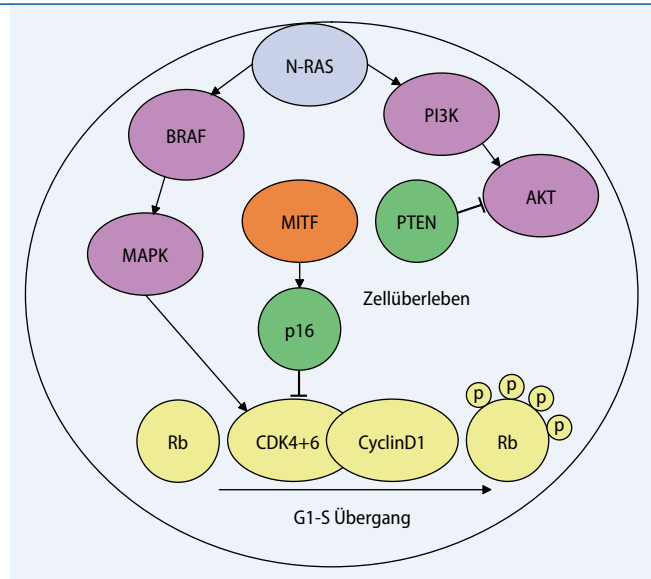 N-RAS
BRAF
PI3K
AKT
MITF
PTEN
MAPK
Zellüberleben
p16
p
p
p
p
Rb
CDK4+6
CyclinD1
Rb
G1-S Übergang